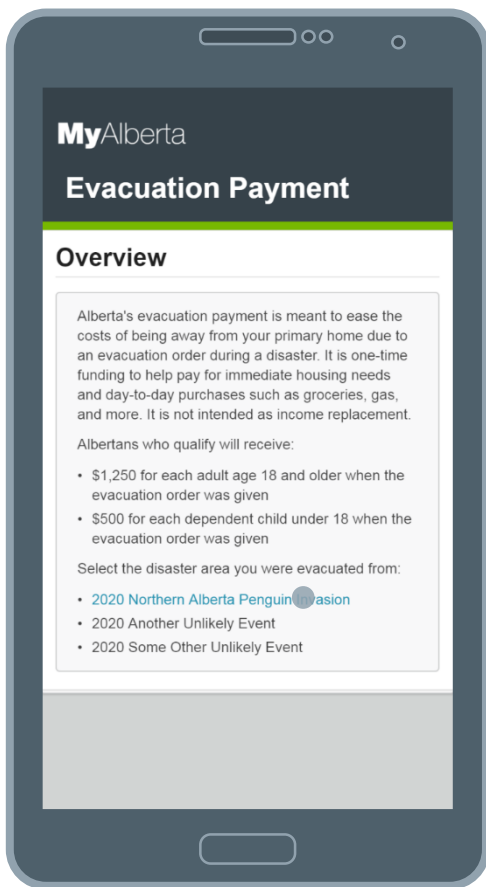 MyAlberta
Evacuation Payment
Overview
Alberta's evacuation payment is meant to ease the
costs of being away from your primary home due to
an evacuation order during a disaster. It is one-time
funding to help pay for immediate housing needs
and day-to-day purchases such as groceries, gas,
and more. It is not intended as income replacement.
Albertans who qualify will receive:
• $1,250 for each adult age 18 and older when the
evacuation order was given
• $500 for each dependent child under 18 when the
evacuation order was given
Select the disaster area you were evacuated from:
• 2020 Northern Alberta Penguin Invasion
• 2020 Another Unlikely Event
• 2020 Some Other Unlikely Event